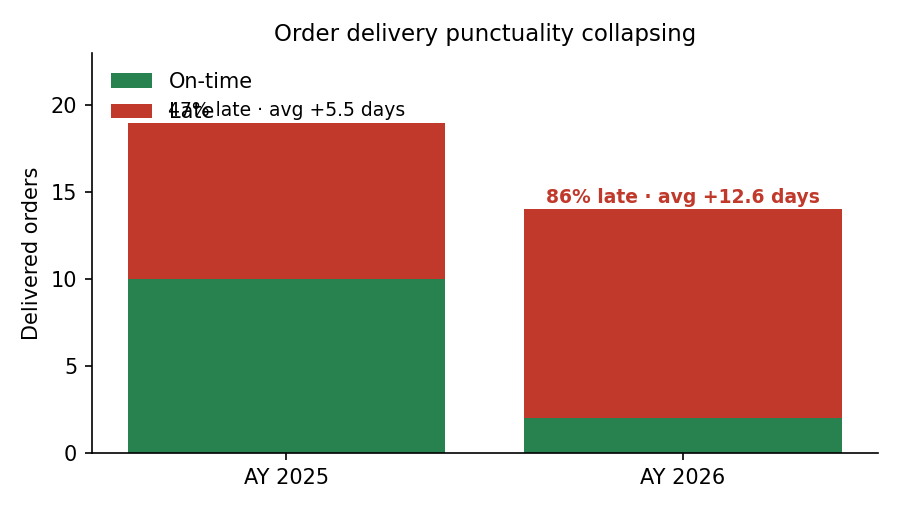 Order delivery punctuality collapsing
On-time
Late
47% late · avg +5.5 days
86% late · avg +12.6 days
Delivered orders
20
15
10
5
0
AY 2025
AY 2026